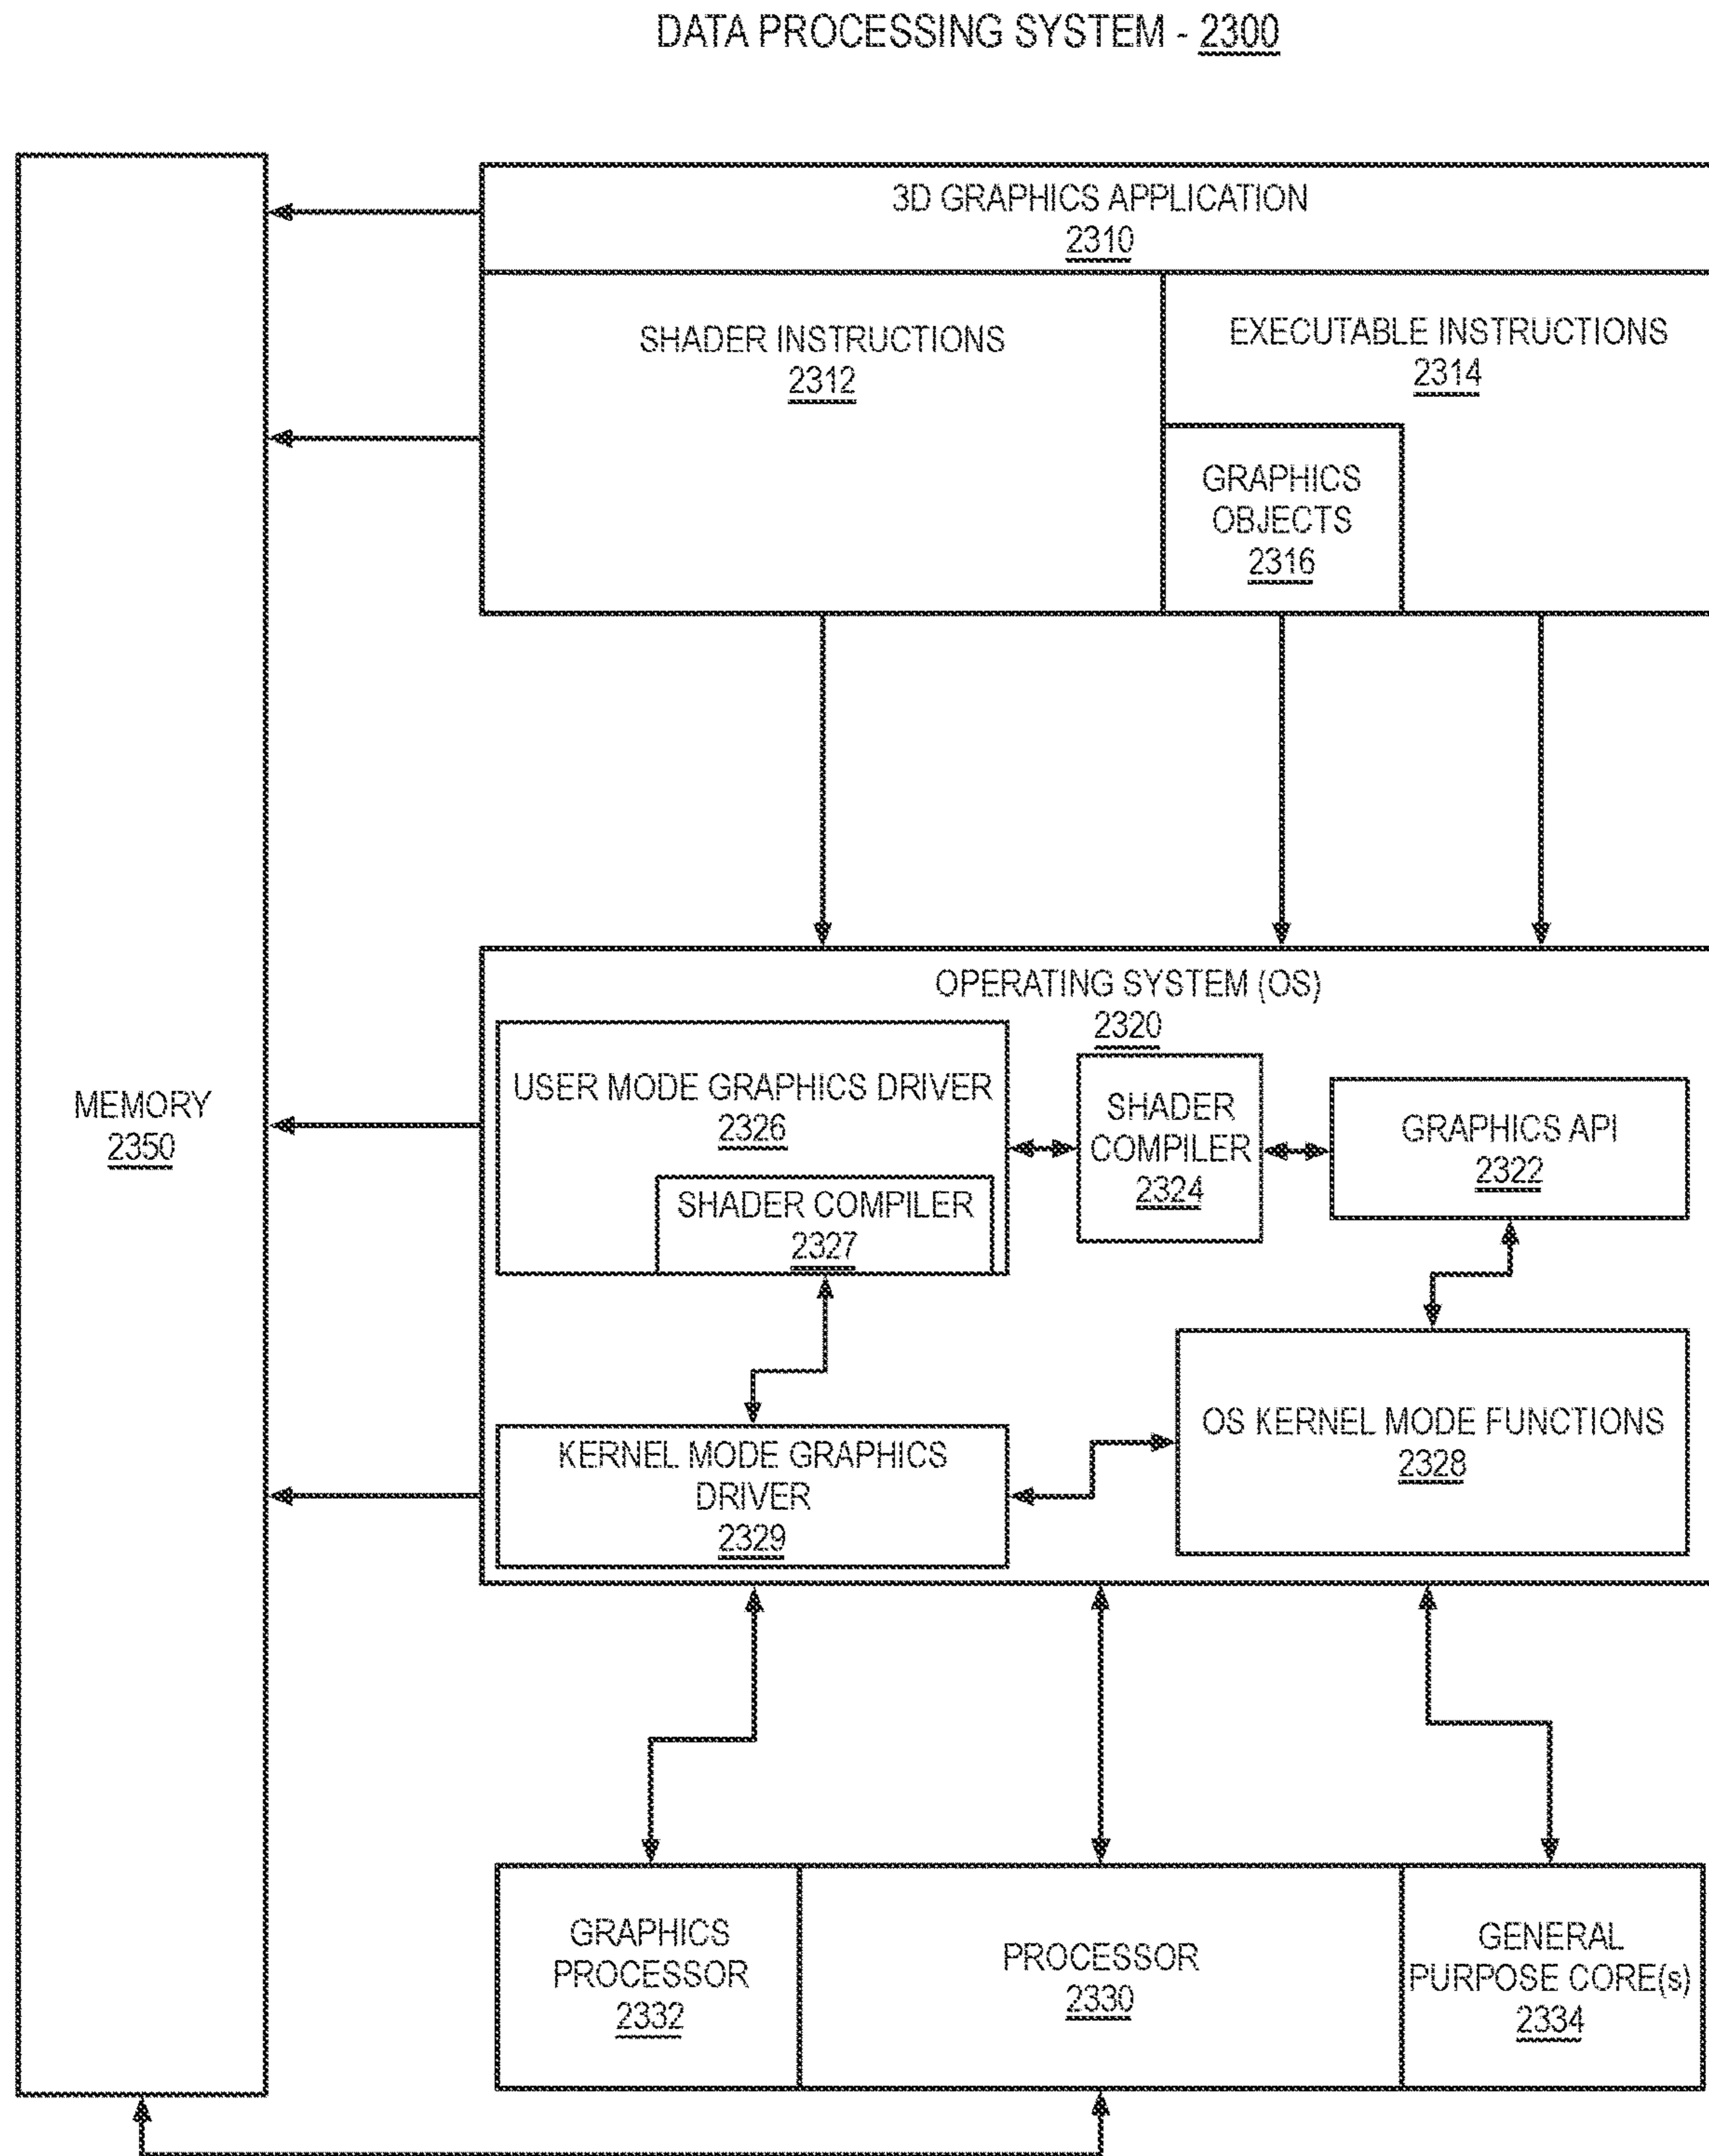 DATA PROCESSING SYSTEM - 2300
3D GRAPHICS APPLICATION
2310
SHADER INSTRUCTIONS
2312
EXECUTABLE INSTRUCTIONS
2314
GRAPHICS
OBJECTS
2316
MEMORY
2350
OPERATING SYSTEM (OS)
2320
USER MODE GRAPHICS DRIVER
2326
SHADER COMPILER
2327
SHADER
COMPILER
2324
GRAPHICS API
2322
KERNEL MODE GRAPHICS
DRIVER
2329
OS KERNEL MODE FUNCTIONS
2328
GRAPHICS
PROCESSOR
2332
PROCESSOR
2330
GENERAL
PURPOSE CORE(s)
2334